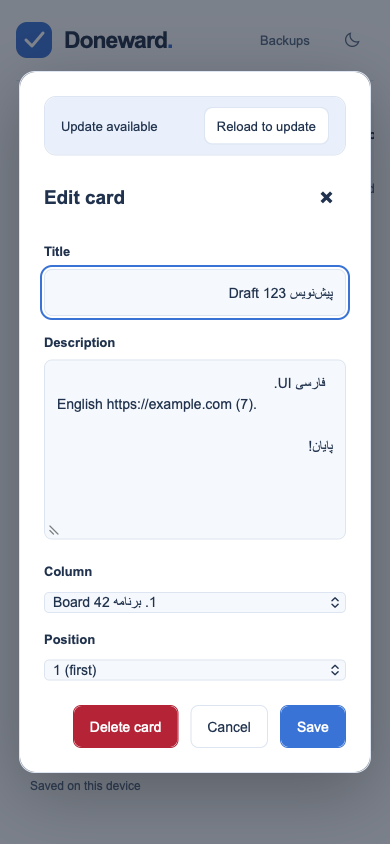 Doneward.
Backups
Update available
Reload to update
Edit card
Title
پیش‌نویس Draft 123
Description
فارسی UI.
English https://example.com (7).
پایان!
Column
1. برنامه Board 42
Position
1 (first)
Delete card
Cancel
Save
Saved on this device